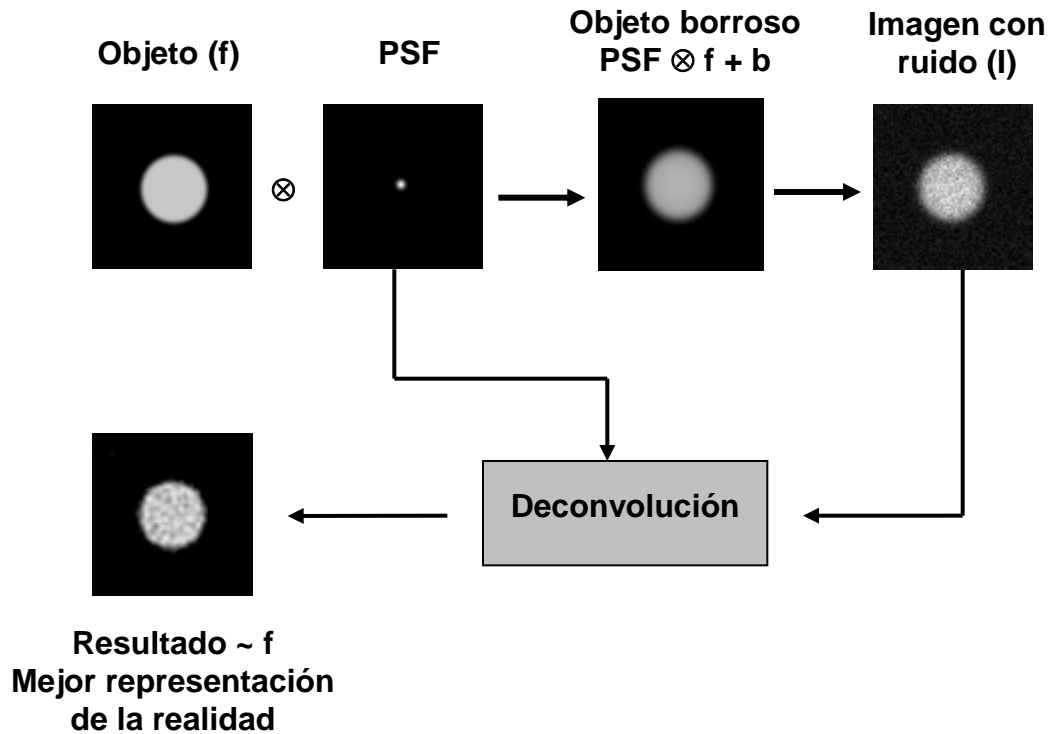 Objeto (f)
PSF
Objeto borroso
PSF ⊗ f + b
Imagen con
ruido (I)
⊗
Deconvolución
Resultado ~ f
Mejor representación
de la realidad